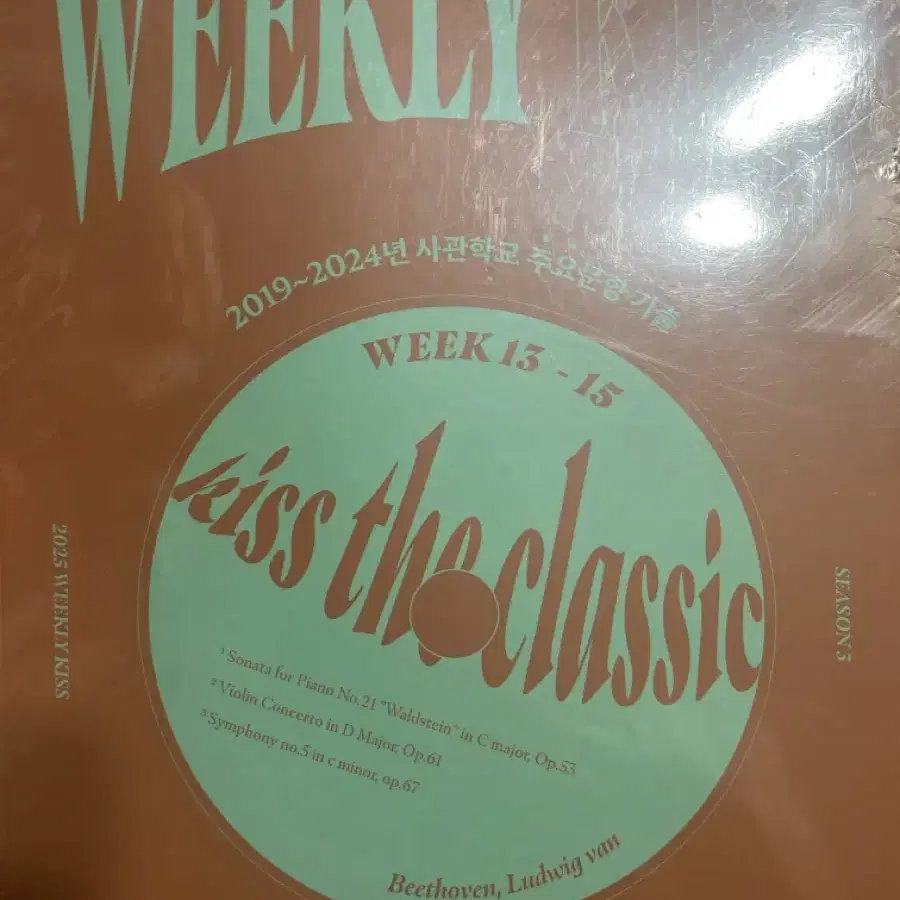 WEEKLY
2019~2024년 사관학교 주요문항 기출
WEEK 13 - 15
kiss the classic
¹ Sonata for Piano No.21 "Waldstein" in C major, Op.53
² Violin Concerto in D Major, Op.61
³ Symphony no.5 in c minor, op.67
Beethoven, Ludwig van
2025 WEEKLY KISS
SEASON 3